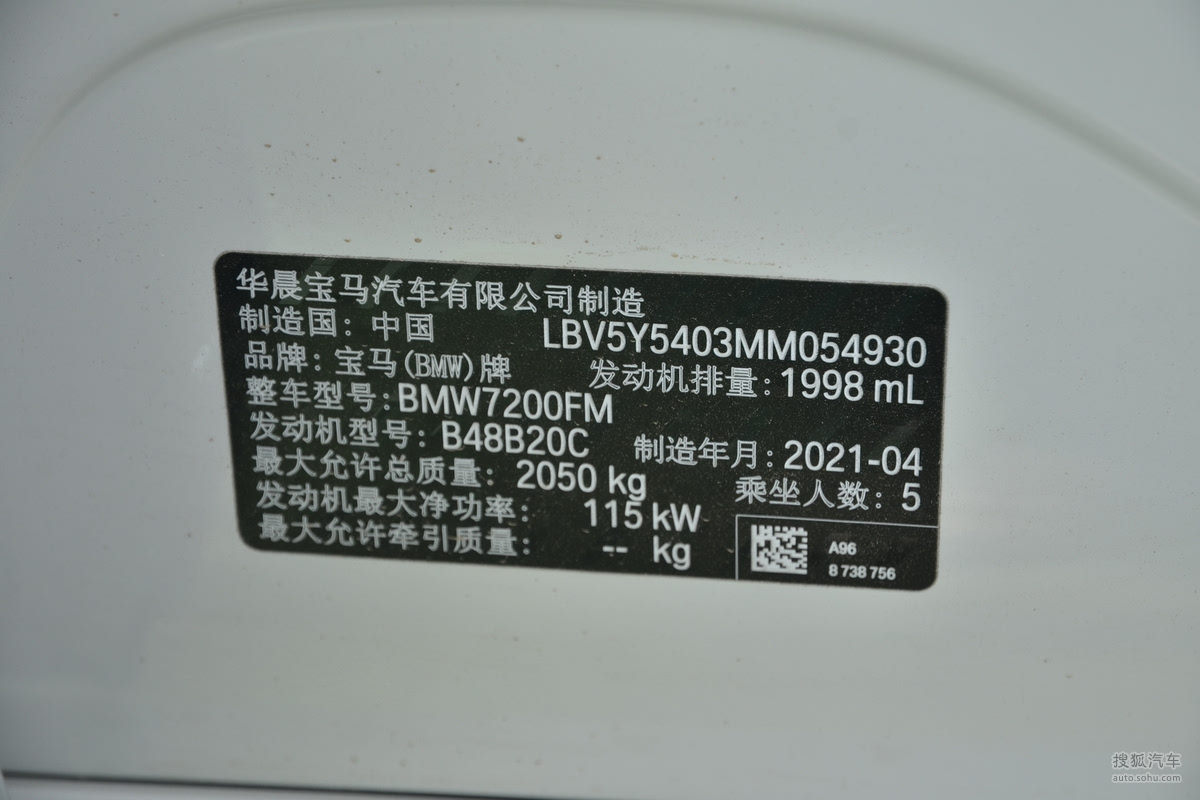 华晨宝马汽车有限公司制造
制造国：中国 LBV5Y5403MM054930
品牌：宝马(BMW)牌 发动机排量：1998 mL
整车型号：BMW7200FM
发动机型号：B48B20C 制造年月：2021-04
最大允许总质量：2050 kg 乘坐人数：5
发动机最大净功率：115 kW
最大允许牵引质量：-- kg
A96
8 738 756
搜狐汽车
auto.sohu.com